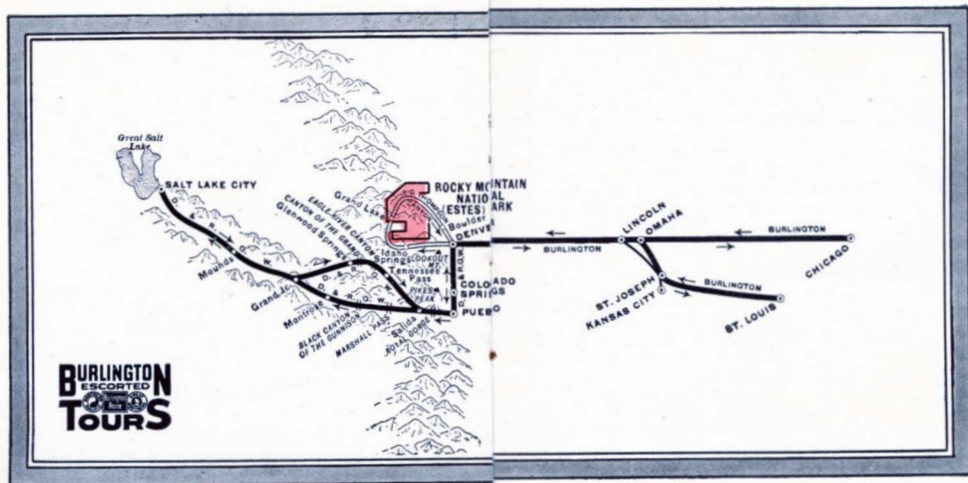 Great Salt
Lake
SALT LAKE CITY
D. & R. G. W.
Mounds
Grand Jc.
Montrose
Glenwood Springs
CANYON OF THE GRAND
EAGLE RIVER CANYON
Grand Lake
ROCKY MOUNTAIN
NATIONAL
(ESTES) PARK
Boulder
DENVER
Idaho
Springs
LOOKOUT
MT.
Tennessee
Pass
PIKES
PEAK
COLORADO
SPRINGS
PUEBLO
Salida
ROYAL GORGE
MARSHALL PASS
BLACK CANYON
OF THE GUNNISON
LINCOLN
OMAHA
BURLINGTON
BURLINGTON
CHICAGO
ST. JOSEPH
KANSAS CITY
BURLINGTON
ST. LOUIS
BURLINGTON
ESCORTED
TOURS